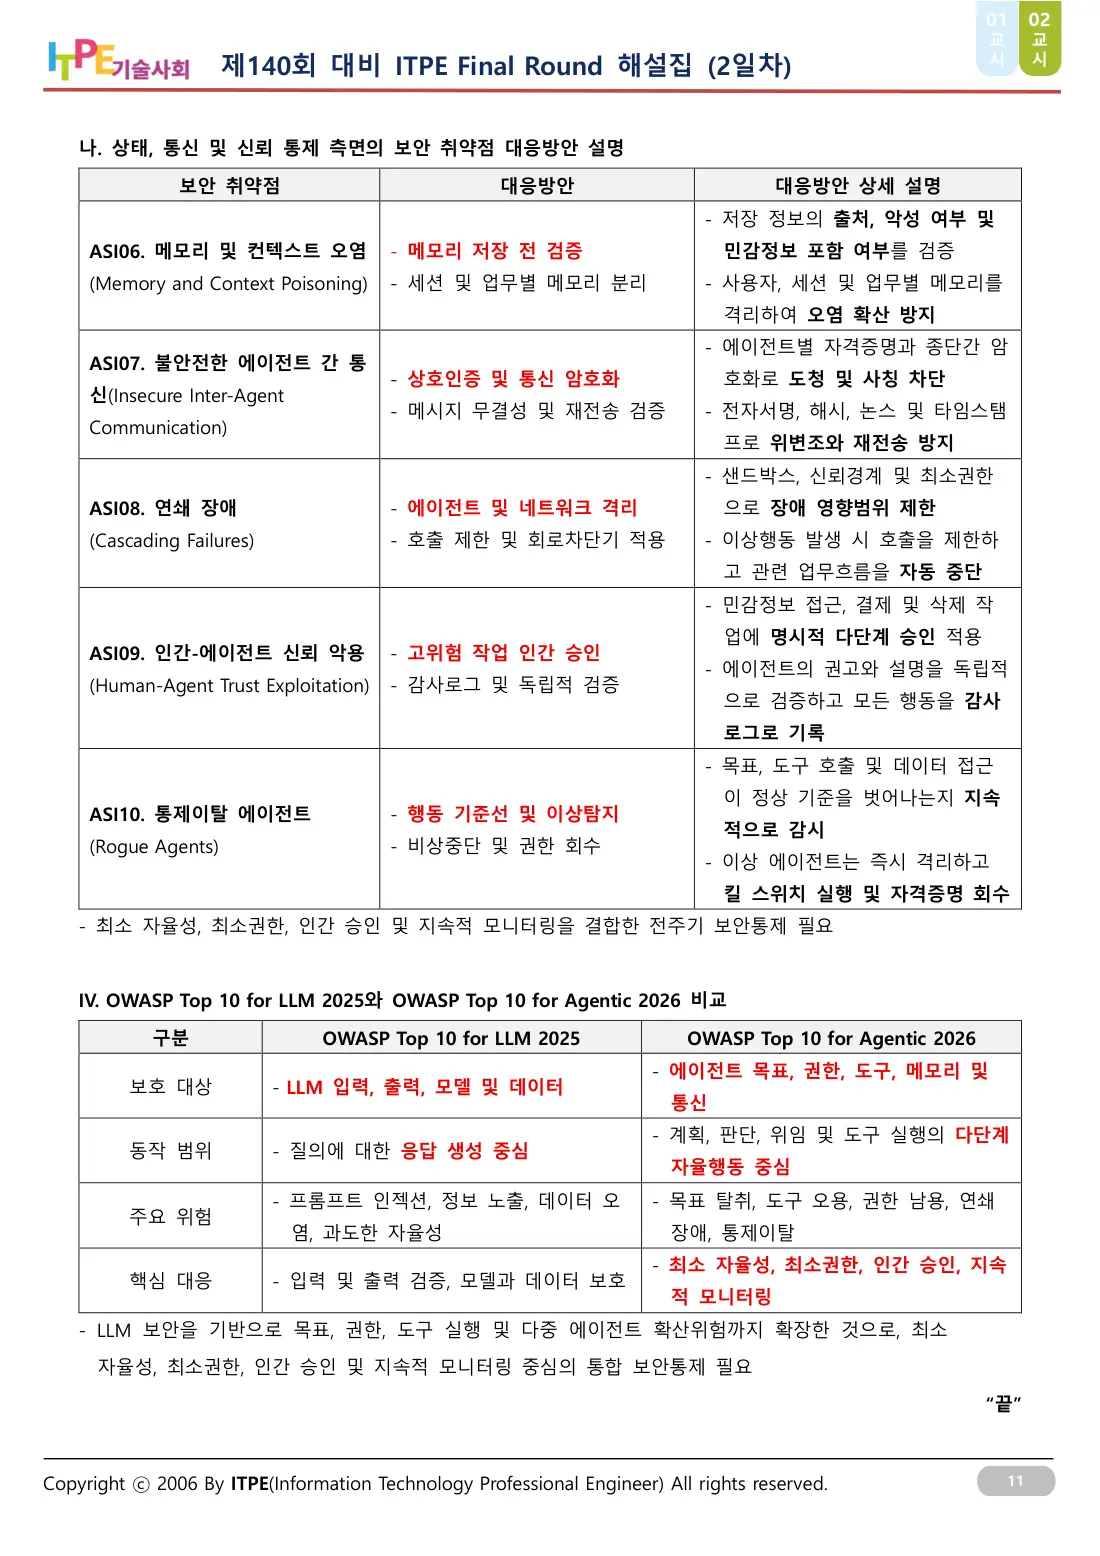 01
교
시
02
교
시
ITPE기술사회 제140회 대비 ITPE Final Round 해설집 (2일차)
나. 상태, 통신 및 신뢰 통제 측면의 보안 취약점 대응방안 설명
보안 취약점 대응방안 대응방안 상세 설명
ASI06. 메모리 및 컨텍스트 오염
(Memory and Context Poisoning)
- 메모리 저장 전 검증
- 세션 및 업무별 메모리 분리
- 저장 정보의 출처, 악성 여부 및
민감정보 포함 여부를 검증
- 사용자, 세션 및 업무별 메모리를
격리하여 오염 확산 방지
ASI07. 불안전한 에이전트 간 통
신(Insecure Inter-Agent
Communication)
- 상호인증 및 통신 암호화
- 메시지 무결성 및 재전송 검증
- 에이전트별 자격증명과 종단간 암
호화로 도청 및 사칭 차단
- 전자서명, 해시, 논스 및 타임스탬
프로 위변조와 재전송 방지
ASI08. 연쇄 장애
(Cascading Failures)
- 에이전트 및 네트워크 격리
- 호출 제한 및 회로차단기 적용
- 샌드박스, 신뢰경계 및 최소권한
으로 장애 영향범위 제한
- 이상행동 발생 시 호출을 제한하
고 관련 업무흐름을 자동 중단
ASI09. 인간-에이전트 신뢰 악용
(Human-Agent Trust Exploitation)
- 고위험 작업 인간 승인
- 감사로그 및 독립적 검증
- 민감정보 접근, 결제 및 삭제 작
업에 명시적 다단계 승인 적용
- 에이전트의 권고와 설명을 독립적
으로 검증하고 모든 행동을 감사
로그로 기록
ASI10. 통제이탈 에이전트
(Rogue Agents)
- 행동 기준선 및 이상탐지
- 비상중단 및 권한 회수
- 목표, 도구 호출 및 데이터 접근
이 정상 기준을 벗어나는지 지속
적으로 감시
- 이상 에이전트는 즉시 격리하고
킬 스위치 실행 및 자격증명 회수
- 최소 자율성, 최소권한, 인간 승인 및 지속적 모니터링을 결합한 전주기 보안통제 필요
IV. OWASP Top 10 for LLM 2025와 OWASP Top 10 for Agentic 2026 비교
구분 OWASP Top 10 for LLM 2025 OWASP Top 10 for Agentic 2026
보호 대상
- LLM 입력, 출력, 모델 및 데이터
- 에이전트 목표, 권한, 도구, 메모리 및
통신
동작 범위
- 질의에 대한 응답 생성 중심
- 계획, 판단, 위임 및 도구 실행의 다단계
자율행동 중심
주요 위험
- 프롬프트 인젝션, 정보 노출, 데이터 오
염, 과도한 자율성
- 목표 탈취, 도구 오용, 권한 남용, 연쇄
장애, 통제이탈
핵심 대응
- 입력 및 출력 검증, 모델과 데이터 보호
- 최소 자율성, 최소권한, 인간 승인, 지속
적 모니터링
- LLM 보안을 기반으로 목표, 권한, 도구 실행 및 다중 에이전트 확산위험까지 확장한 것으로, 최소
자율성, 최소권한, 인간 승인 및 지속적 모니터링 중심의 통합 보안통제 필요
“끝”
Copyright ⓒ 2006 By ITPE(Information Technology Professional Engineer) All rights reserved.
11